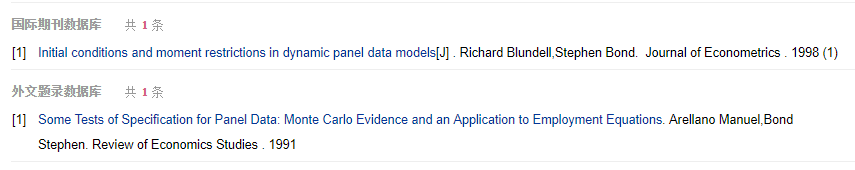 国际期刊数据库 共 1 条
[1] Initial conditions and moment restrictions in dynamic panel data models[J] . Richard Blundell,Stephen Bond. Journal of Econometrics . 1998 (1)
外文题录数据库 共 1 条
[1] Some Tests of Specification for Panel Data: Monte Carlo Evidence and an Application to Employment Equations. Arellano Manuel,Bond
Stephen. Review of Economics Studies . 1991